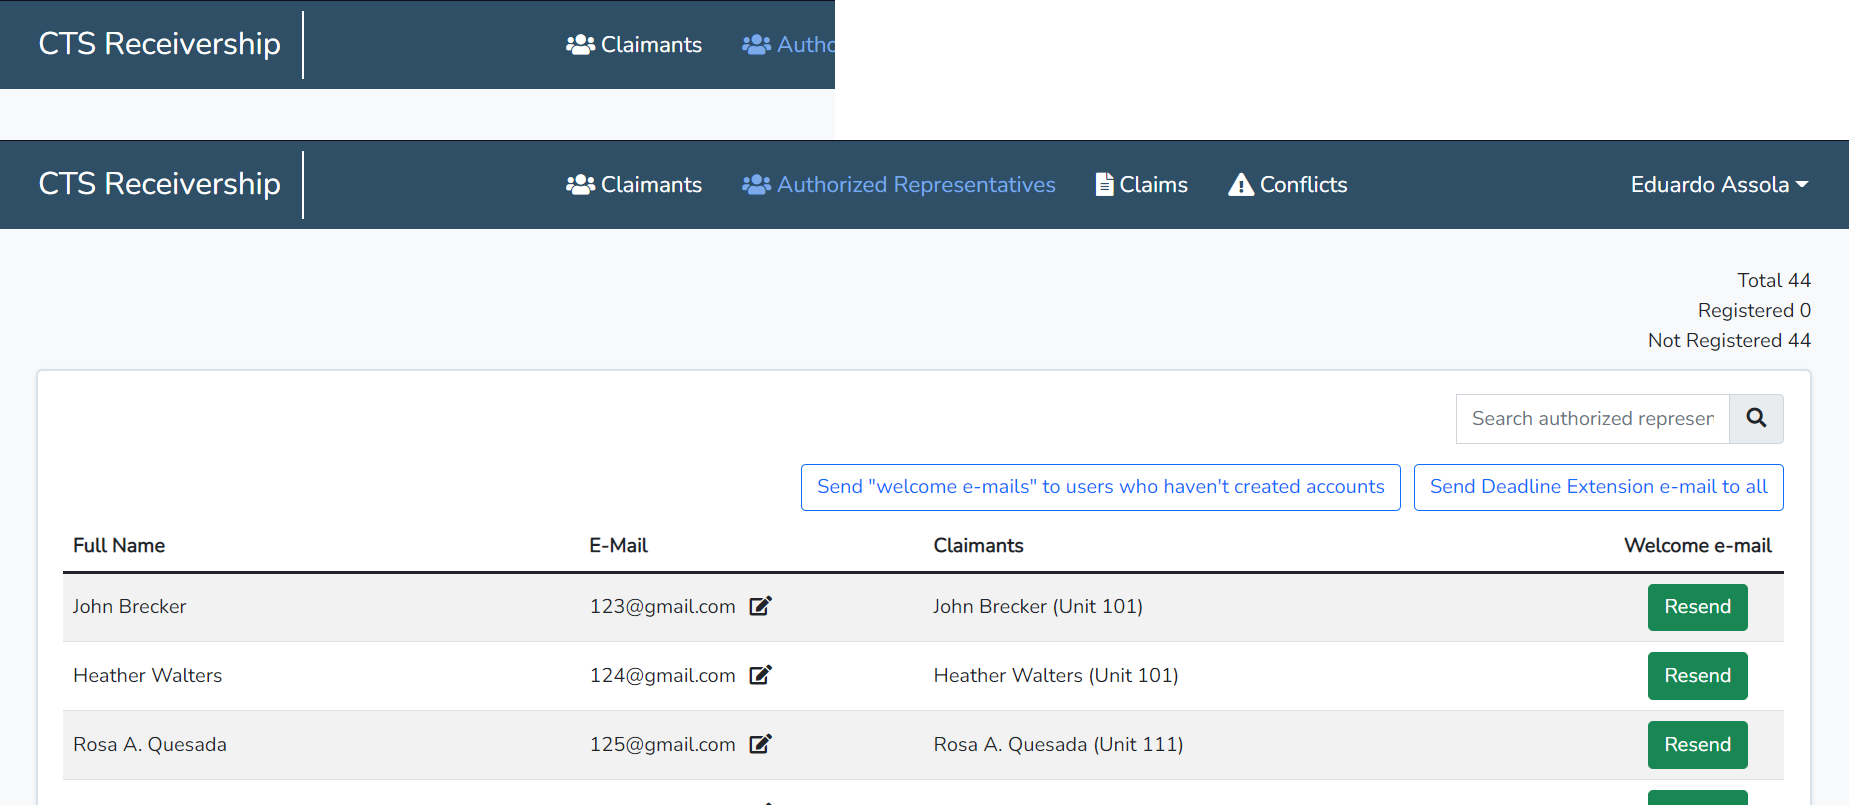 CTS Receivership Claimants Autho
CTS Receivership Claimants Authorized Representatives Claims Conflicts Eduardo Assola
Total 44
Registered 0
Not Registered 44
Search authorized represen
Send "welcome e-mails" to users who haven't created accounts Send Deadline Extension e-mail to all
Full Name E-Mail Claimants Welcome e-mail
John Brecker 123@gmail.com John Brecker (Unit 101) Resend
Heather Walters 124@gmail.com Heather Walters (Unit 101) Resend
Rosa A. Quesada 125@gmail.com Rosa A. Quesada (Unit 111) Resend